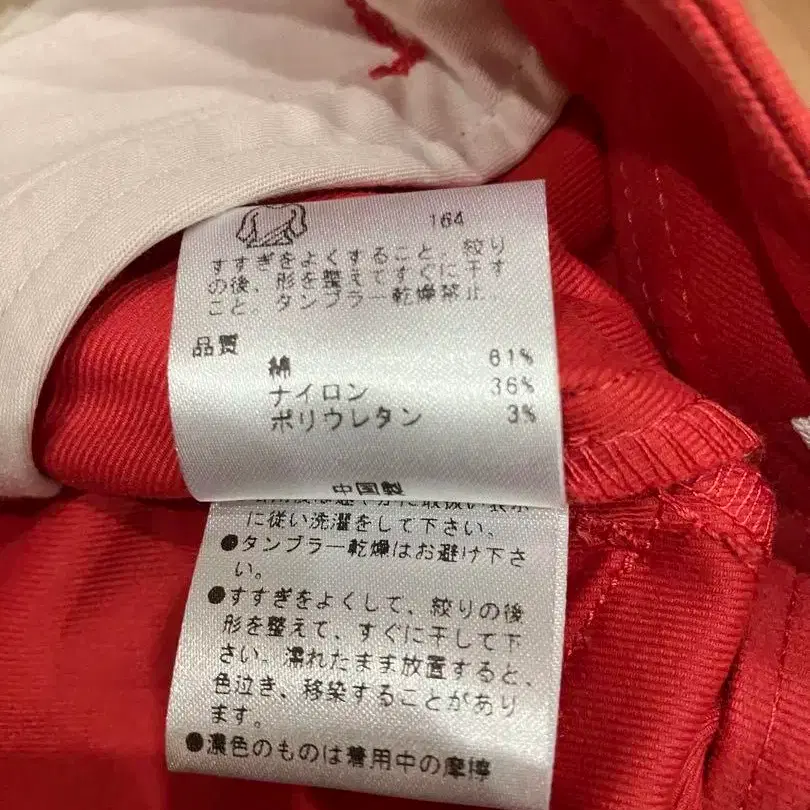 164
すすぎをよくすること。絞り
の後、形を整えてすぐに干す
こと。タンブラー乾燥禁止。
品質
綿 61%
ナイロン 36%
ポリウレタン 3%
中国製
に従い洗濯をして下さい。
●タンブラー乾燥はお避け下さ
い。
●すすぎをよくして、絞りの後
形を整えて、すぐに干して下
さい。濡れたまま放置すると、
色泣き、移染することがあり
ます。
●濃色のものは着用中の摩擦